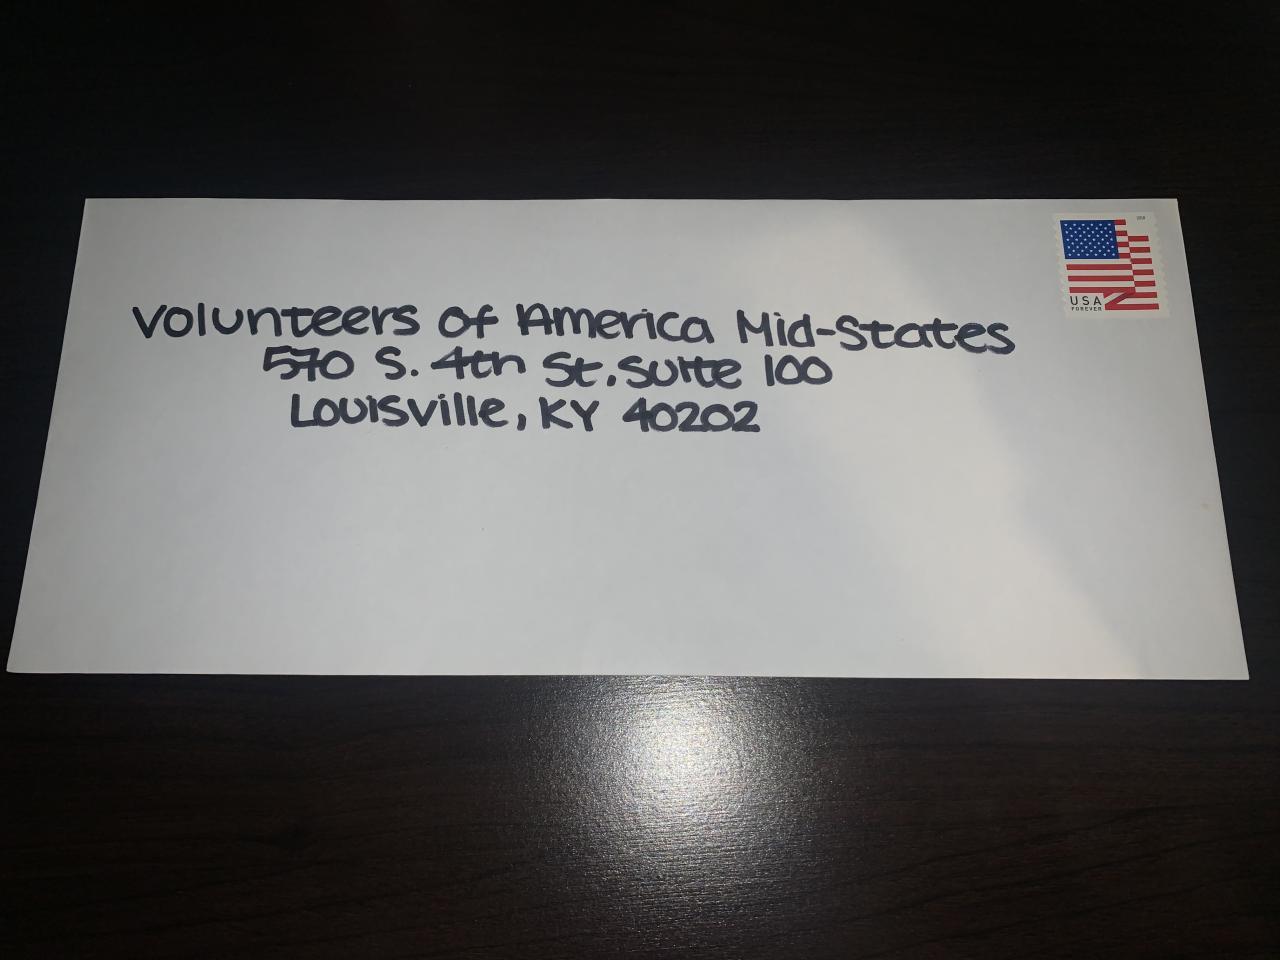 Volunteers of America Mid-States
570 S. 4th St. Suite 100
Louisville, KY 40202
USA
FOREVER